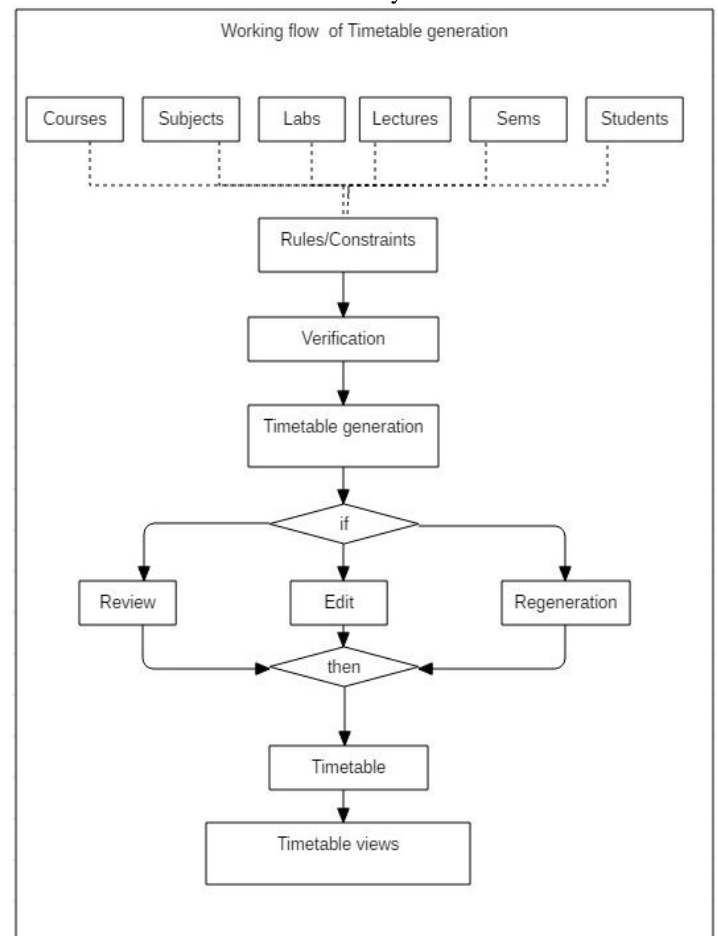 Working flow of Timetable generation
Courses
Subjects
Labs
Lectures
Sems
Students
Rules/Constraints
Verification
Timetable generation
if
Review
Edit
Regeneration
then
Timetable
Timetable views